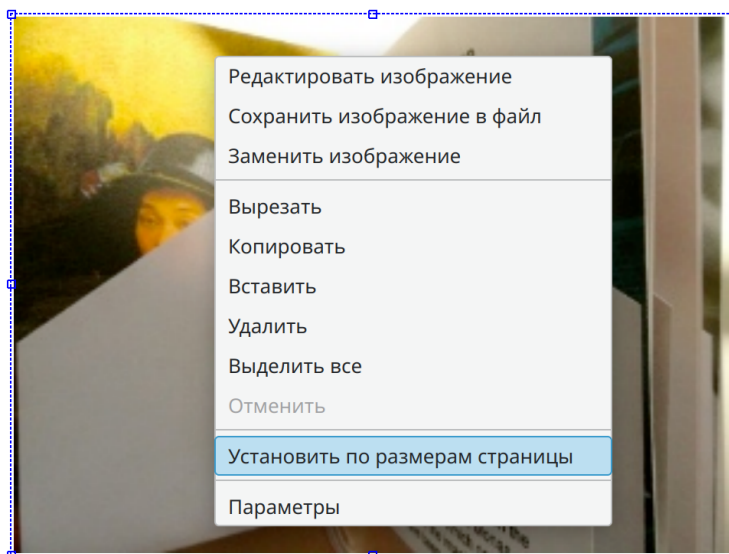 Редактировать изображение
Сохранить изображение в файл
Заменить изображение
Вырезать
Копировать
Вставить
Удалить
Выделить все
Отменить
Установить по размерам страницы
Параметры